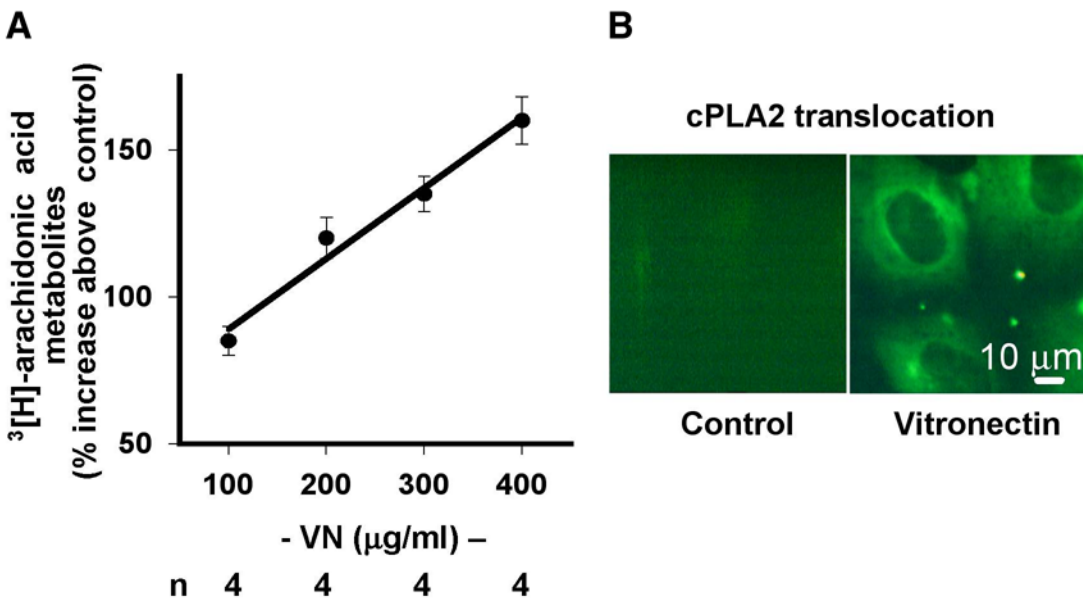 A
³[H]-arachidonic acid
metabolites
(% increase above control)
150
100
50
100 200 300 400
- VN (μg/ml) –
n 4 4 4 4
B
cPLA2 translocation
10 μm
Control Vitronectin